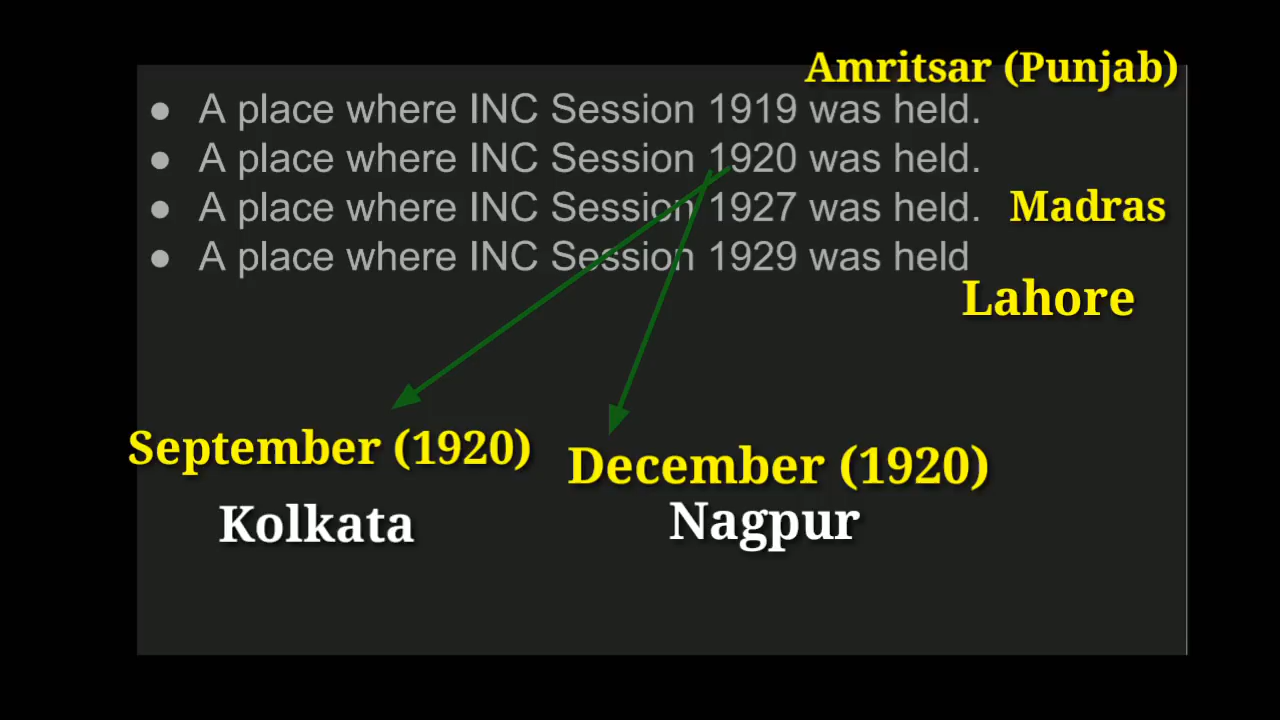 Amritsar (Punjab)
● A place where INC Session 1919 was held.
● A place where INC Session 1920 was held.
● A place where INC Session 1927 was held. Madras
● A place where INC Session 1929 was held
Lahore
September (1920)
Kolkata
December (1920)
Nagpur